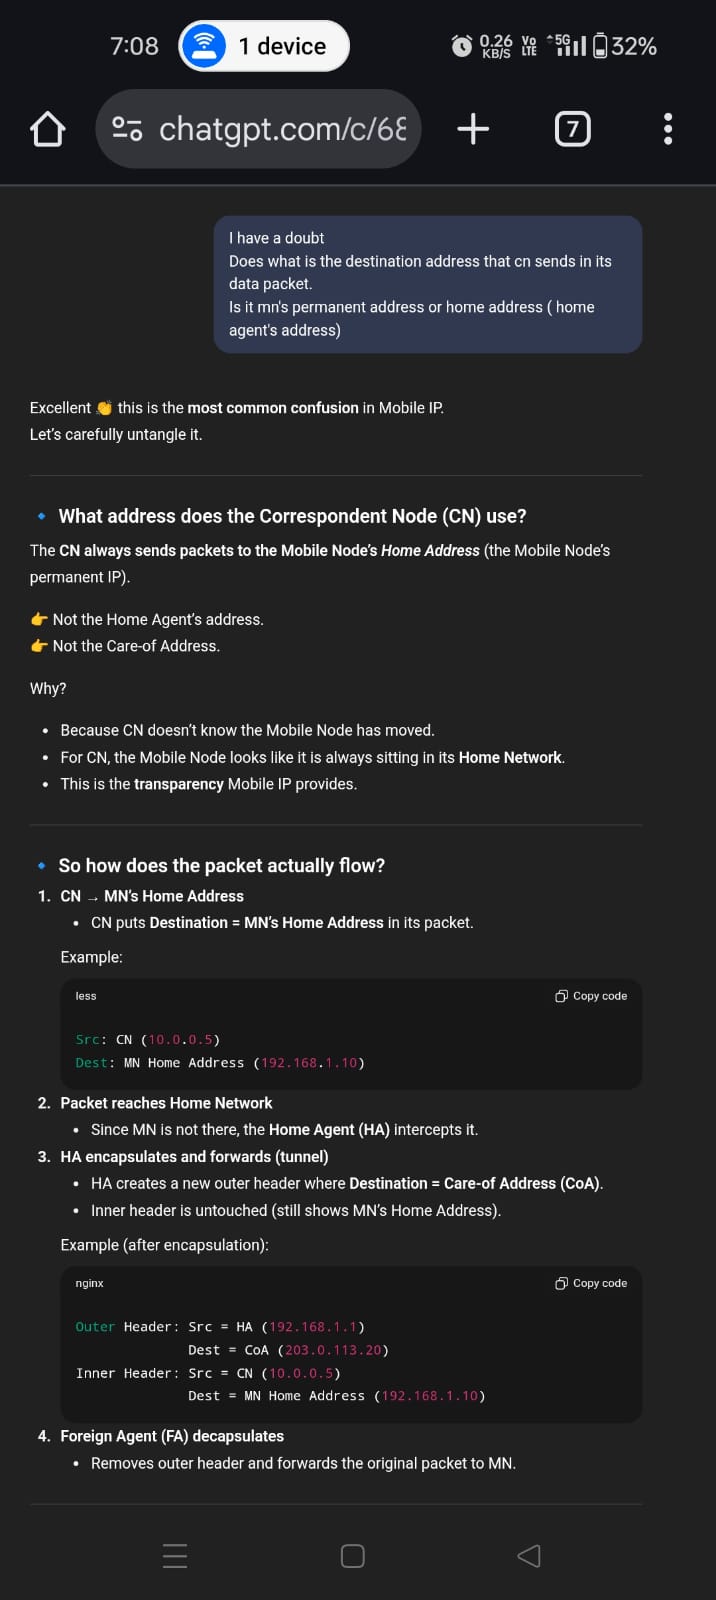 7:08
1 device
0.26 KB/S
Vo LTE
5G
32%
chatgpt.com/c/68
7
I have a doubt
Does what is the destination address that cn sends in its
data packet.
Is it mn's permanent address or home address ( home
agent's address)
Excellent 👏 this is the most common confusion in Mobile IP.
Let’s carefully untangle it.
🔹 What address does the Correspondent Node (CN) use?
The CN always sends packets to the Mobile Node’s Home Address (the Mobile Node’s
permanent IP).
👉 Not the Home Agent’s address.
👉 Not the Care-of Address.
Why?
• Because CN doesn’t know the Mobile Node has moved.
• For CN, the Mobile Node looks like it is always sitting in its Home Network.
• This is the transparency Mobile IP provides.
🔹 So how does the packet actually flow?
1. CN → MN’s Home Address
• CN puts Destination = MN’s Home Address in its packet.
Example:
less
Copy code
Src: CN (10.0.0.5)
Dest: MN Home Address (192.168.1.10)
2. Packet reaches Home Network
• Since MN is not there, the Home Agent (HA) intercepts it.
3. HA encapsulates and forwards (tunnel)
• HA creates a new outer header where Destination = Care-of Address (CoA).
• Inner header is untouched (still shows MN’s Home Address).
Example (after encapsulation):
nginx
Copy code
Outer Header: Src = HA (192.168.1.1)
Dest = CoA (203.0.113.20)
Inner Header: Src = CN (10.0.0.5)
Dest = MN Home Address (192.168.1.10)
4. Foreign Agent (FA) decapsulates
• Removes outer header and forwards the original packet to MN.